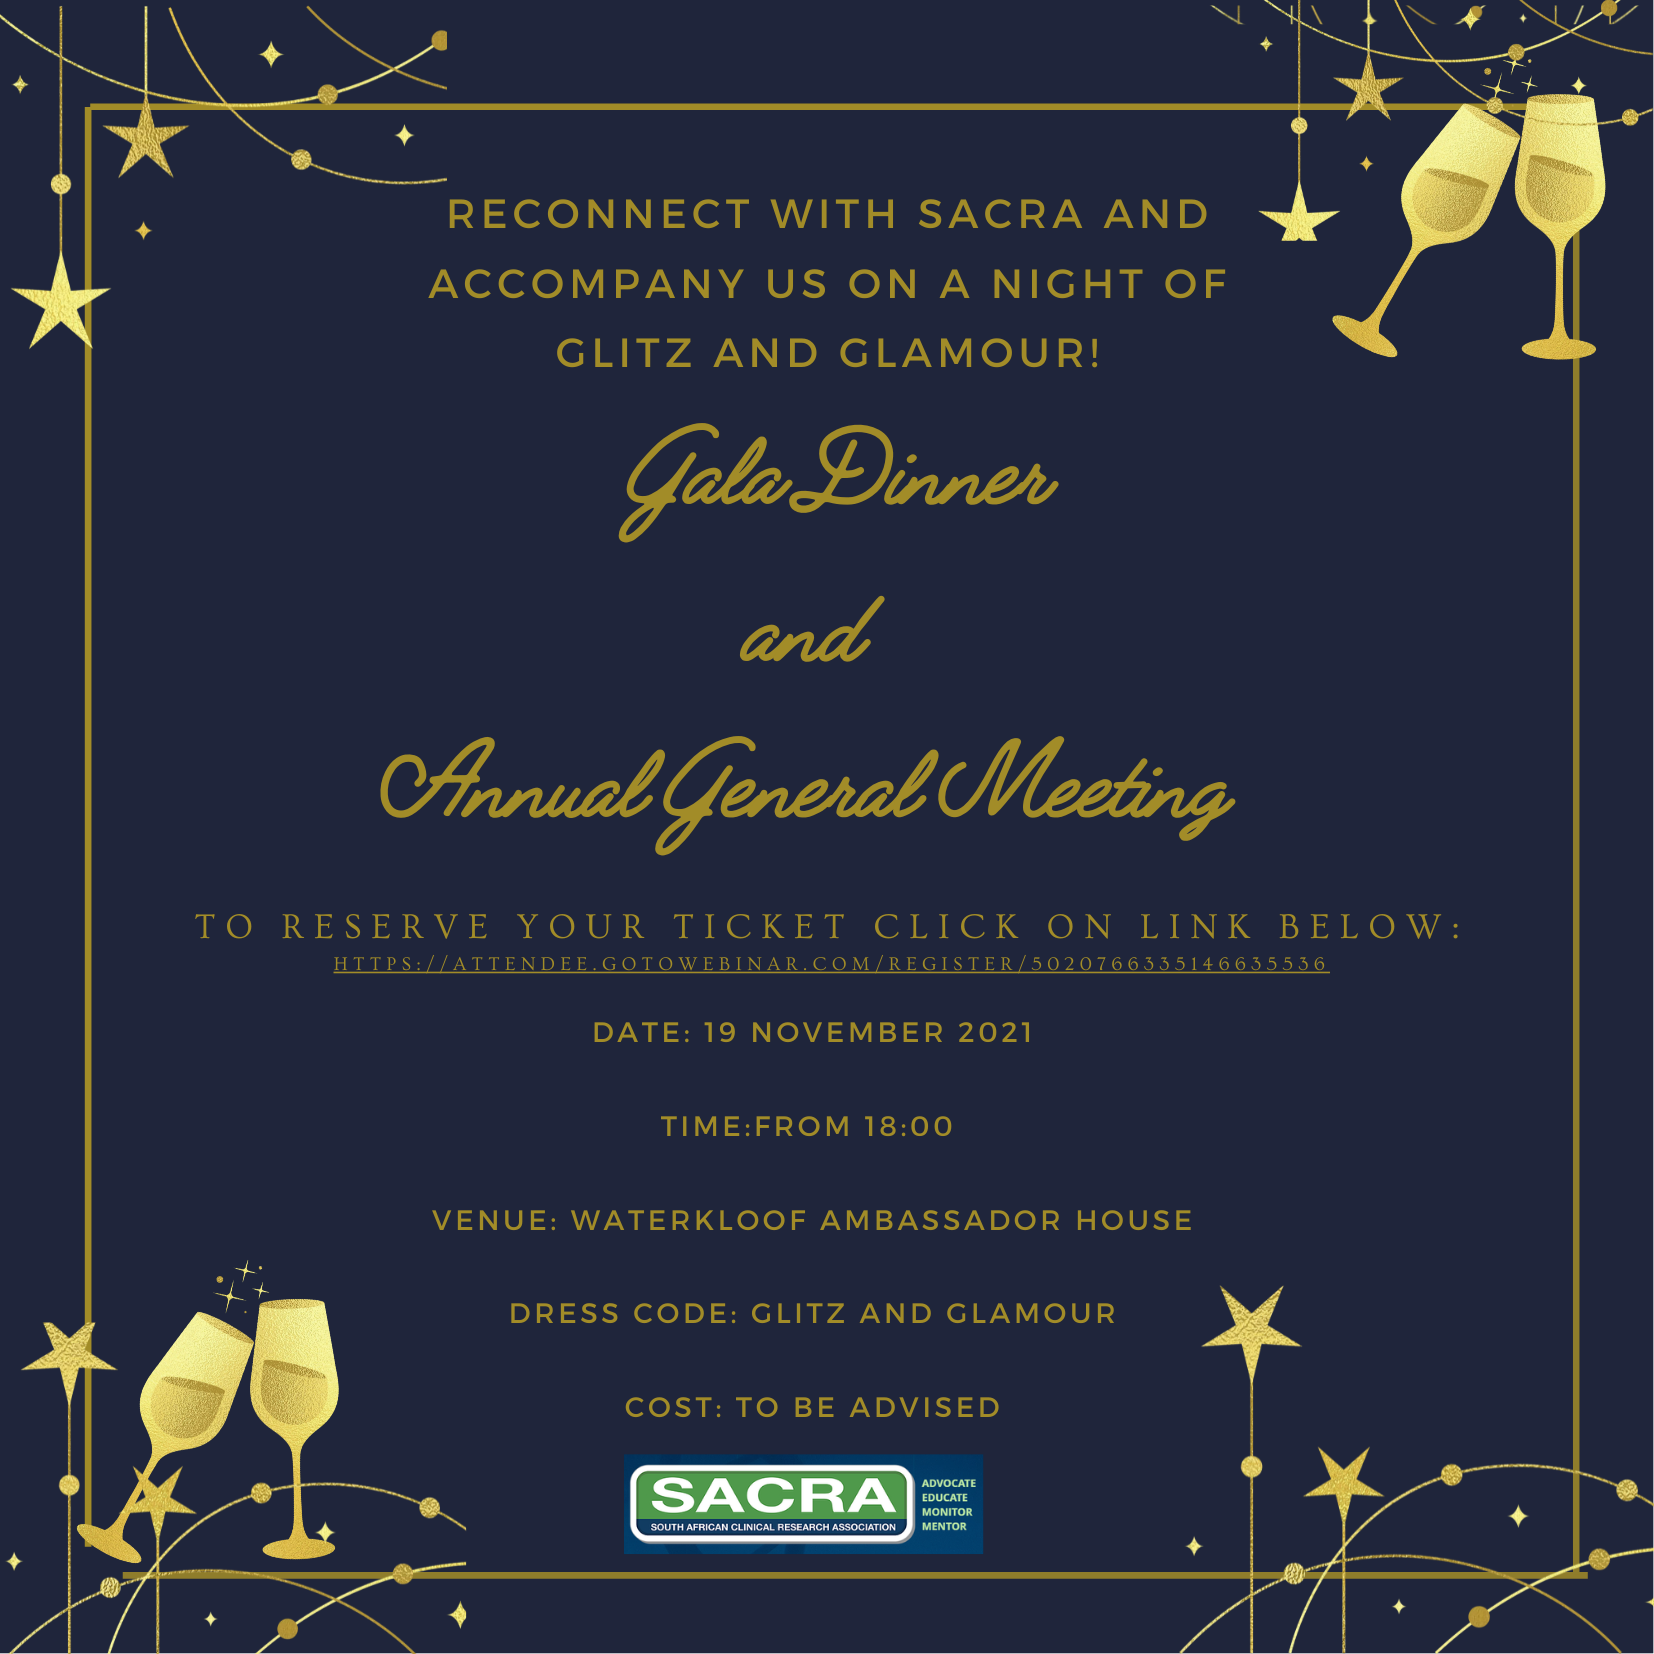 RECONNECT WITH SACRA AND
ACCOMPANY US ON A NIGHT OF
GLITZ AND GLAMOUR!
Gala Dinner
and
Annual General Meeting
TO RESERVE YOUR TICKET CLICK ON LINK BELOW:
HTTPS://ATTENDEE.GOTOWEBINAR.COM/REGISTER/5020766335146635536
DATE: 19 NOVEMBER 2021
TIME:FROM 18:00
VENUE: WATERKLOOF AMBASSADOR HOUSE
DRESS CODE: GLITZ AND GLAMOUR
COST: TO BE ADVISED
SACRA
SOUTH AFRICAN CLINICAL RESEARCH ASSOCIATION
ADVOCATE
EDUCATE
MONITOR
MENTOR